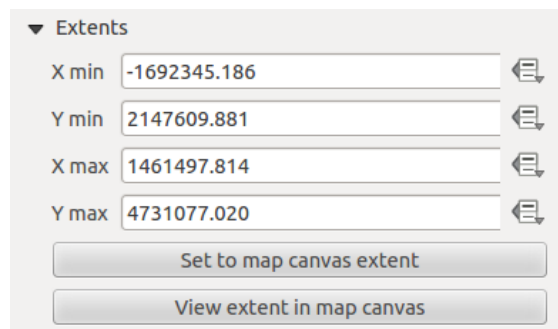 Extents
X min -1692345.186
Y min 2147609.881
X max 1461497.814
Y max 4731077.020
Set to map canvas extent
View extent in map canvas